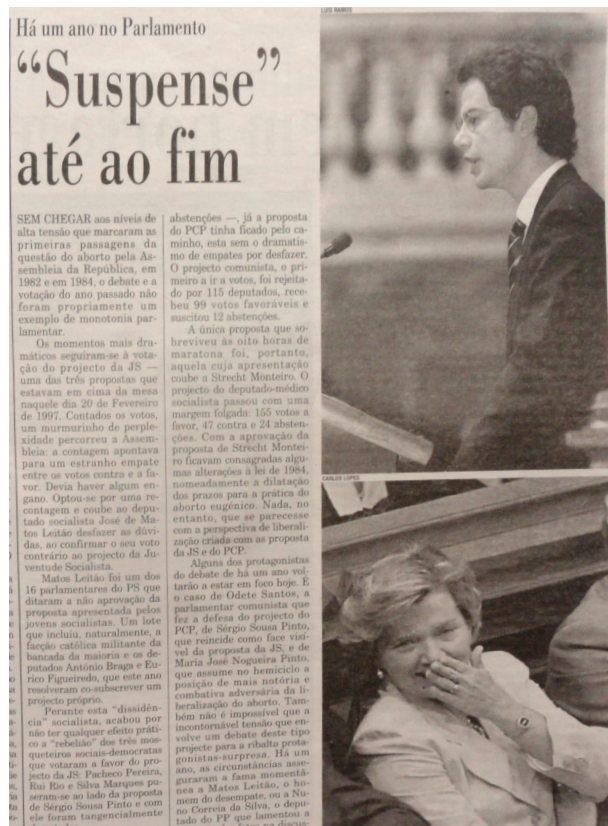 Há um ano no Parlamento
“Suspense”
até ao fim
SEM CHEGAR aos níveis de
alta tensão que marcaram as
primeiras passagens da
questão do aborto pela As-
sembleia da República, em
1982 e em 1984, o debate e a
votação do ano passado não
foram propriamente um
exemplo de monotonia par-
lamentar.
Os momentos mais dra-
máticos seguiram-se à vota-
ção do projecto da JS —
uma das três propostas que
estavam em cima da mesa
naquele dia 20 de Fevereiro
de 1997. Contados os votos,
um murmurinho de perple-
xidade percorreu a Assem-
bleia: a contagem apontava
para um estranho empate
entre os votos contra e a fa-
vor. Devia haver algum en-
gano. Optou-se por uma re-
contagem e coube ao depu-
tado socialista José de Ma-
tos Leitão desfazer as dúvi-
das, ao confirmar o seu voto
contrário ao projecto da Ju-
ventude Socialista.
Matos Leitão foi um dos
16 parlamentares do PS que
ditaram a não aprovação da
proposta apresentada pelos
jovens socialistas. Um lote
que incluiu, naturalmente, a
facção católica militante da
bancada da maioria e os de-
putados António Braga e Eu-
rico Figueiredo, que este ano
resolveram co-subscrever um
projecto próprio.
Perante esta “dissidên-
cia” socialista, acabou por
não ter qualquer efeito práti-
co a “rebelião” dos três mos-
queteiros sociais-democratas
que votaram a favor do pro-
jecto da JS: Pacheco Pereira,
Rui Rio e Silva Marques pu-
seram-se ao lado da proposta
de Sérgio Sousa Pinto e com
ele foram tangencialmente
abstenções —, já a proposta
do PCP tinha ficado pelo ca-
minho, esta sem o dramatis-
mo de empates por desfazer.
O projecto comunista, o pri-
meiro a ir a votos, foi rejeita-
do por 115 deputados, rece-
beu 99 votos favoráveis e
suscitou 12 abstenções.
A única proposta que so-
breviveu às oito horas de
maratona foi, portanto,
aquela cuja apresentação
coube a Strecht Monteiro. O
projecto do deputado-médico
socialista passou com uma
margem folgada: 155 votos a
favor, 47 contra e 24 absten-
ções. Com a aprovação da
proposta de Strecht Montei-
ro ficavam consagradas algu-
mas alterações à lei de 1984,
nomeadamente a dilatação
dos prazos para a prática do
aborto eugénico. Nada, no
entanto, que se parecesse
com a perspectiva de liberali-
zação criada com as proposta
da JS e do PCP.
Alguns dos protagonistas
do debate de há um ano vol-
tarão a estar em foco hoje. É
o caso de Odete Santos, a
parlamentar comunista que
fez a defesa do projecto do
PCP, de Sérgio Sousa Pinto,
que reincide como face visí-
vel da proposta da JS, e de
Maria José Nogueira Pinto,
que assume no hemiciclo a
posição de mais notória e
combativa adversária da li-
beralização do aborto. Tam-
bém não é impossível que a
incontornável tensão que en-
volve um debate deste tipo
projecte para a ribalta prota-
gonistas-surpresa. Há um
ano, as circunstâncias asse-
guraram a fama momentâ-
nea a Matos Leitão, o ho-
mem do desempate, ou a Nu-
no Correia da Silva, o depu-
tado do PP que lamentou a
LUIS RAMOS
CARLOS LOPES